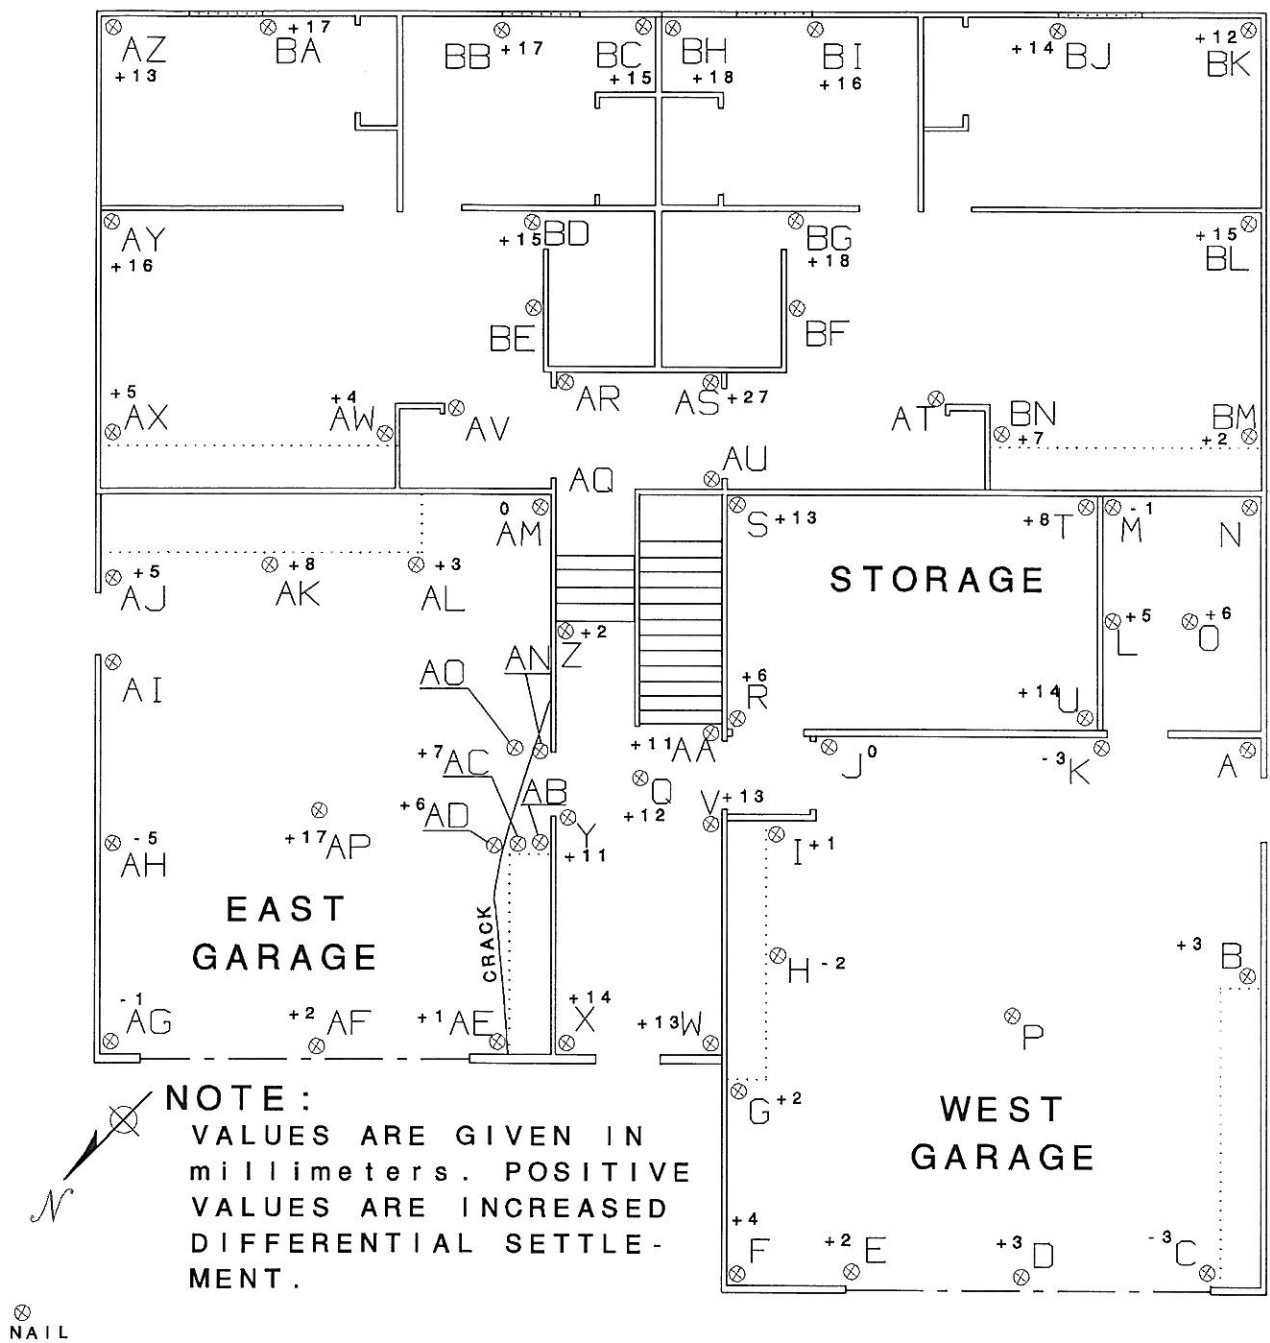 +17
+12
AZ BA BB +17 BC BH BI +14 BJ BK
+13 +15 +18 +16
AY +15 BD BG +15
+16 +18 BL
BE BF
+5 +4 AR AS +27 AT BN BM
AX AW AV +7 +2
AQ AU
0 AM S +13 +8 T -1 M N
+5 +8 +3 STORAGE
AJ AK AL
+2 +5 L +6 O
AN Z
AO +6 R +14 U
AI
+7 AC +11 AA J 0 -3 K A
AB Q V +13
+6 AD +12
-5 +17 AP Y I +1
AH +11
EAST
GARAGE
CRACK
H -2 +3 B
-1 +2 +1 +14
AG AF AE X +13 W
P
G +2
WEST
GARAGE
NOTE:
VALUES ARE GIVEN IN
millimeters. POSITIVE
VALUES ARE INCREASED
DIFFERENTIAL SETTLE-
MENT.
N
+4 +2 +3 -3
F E D C
NAIL